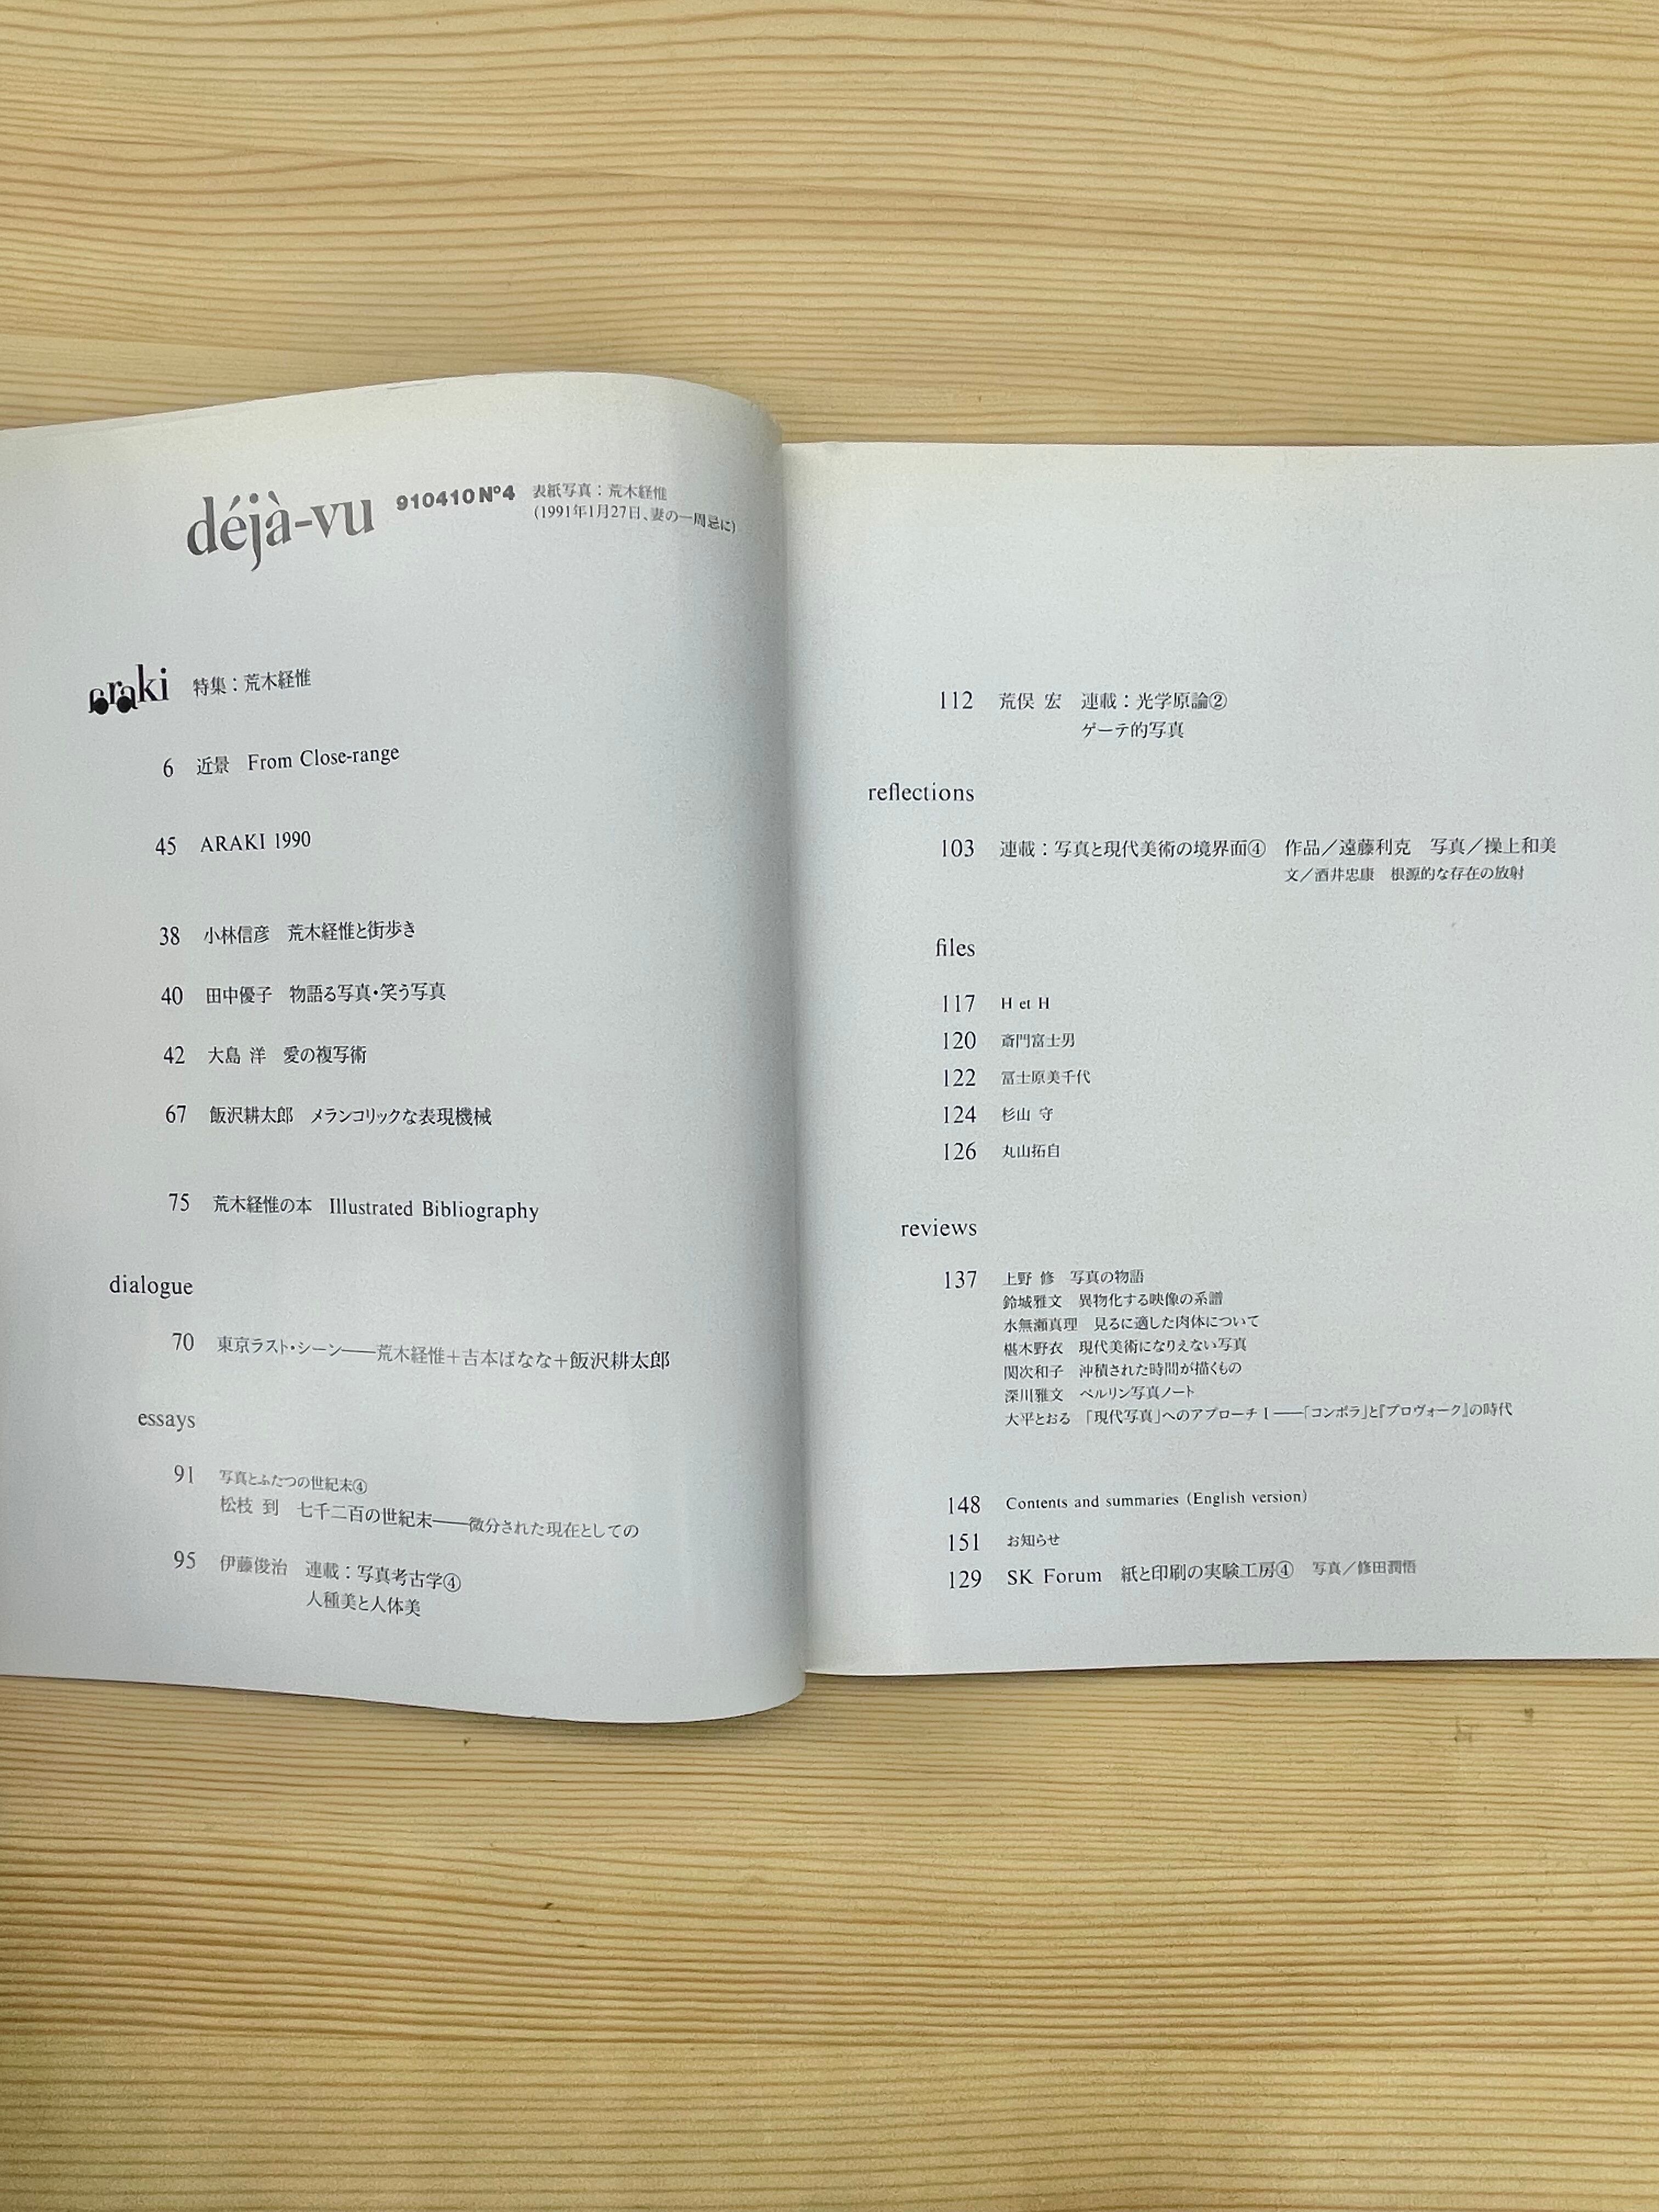 déjà-vu 910410 Nº4 表紙写真：荒木経惟
(1991年1月27日、妻の一周忌に)
araki 特集：荒木経惟
6 近景 From Close-range
45 ARAKI 1990
38 小林信彦 荒木経惟と街歩き
40 田中優子 物語る写真・笑う写真
42 大島 洋 愛の複写術
67 飯沢耕太郎 メランコリックな表現機械
75 荒木経惟の本 Illustrated Bibliography
dialogue
70 東京ラスト・シーン——荒木経惟＋吉本ばなな＋飯沢耕太郎
essays
91 写真とふたつの世紀末④
松枝 到 七千二百の世紀末——微分された現在としての
95 伊藤俊治 連載：写真考古学④
人種美と人体美
112 荒俣 宏 連載：光学原論②
ゲーテ的写真
reflections
103 連載：写真と現代美術の境界面④ 作品／遠藤利克 写真／操上和美
文／酒井忠康 根源的な存在の放射
files
117 H et H
120 斎門富士男
122 冨士原美千代
124 杉山 守
126 丸山拓自
reviews
137 上野 修 写真の物語
鈴城雅文 異物化する映像の系譜
水無瀬真理 見るに適した肉体について
椹木野衣 現代美術になりえない写真
関次和子 沖積された時間が描くもの
深川雅文 ベルリン写真ノート
大平とおる 「現代写真」へのアプローチ1——「コンポラ」と『プロヴォーク』の時代
148 Contents and summaries (English version)
151 お知らせ
129 SK Forum 紙と印刷の実験工房④ 写真／修田潤悟